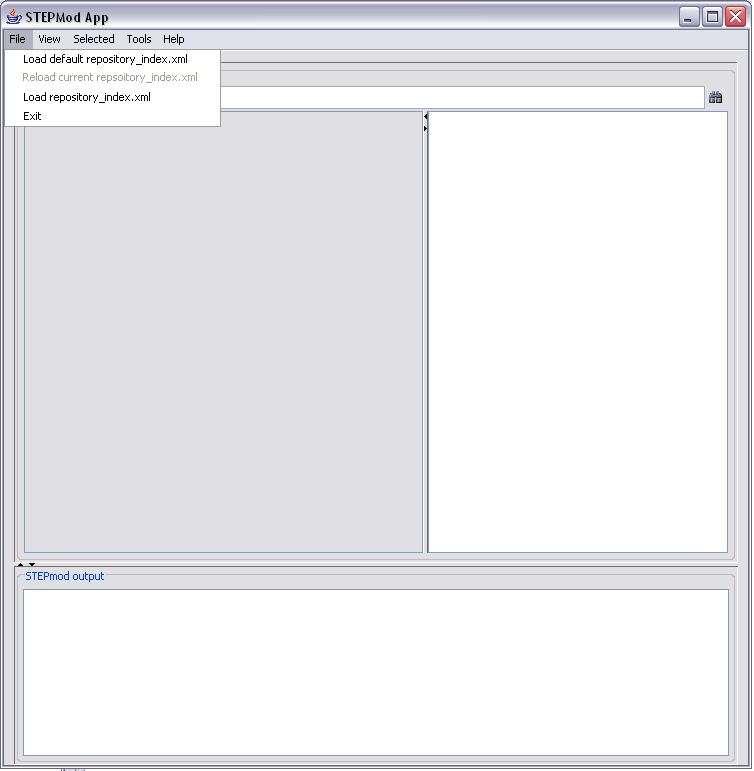 STEPMod App
File View Selected Tools Help
Load default repository_index.xml
Reload current repsoitory_index.xml
Load repository_index.xml
Exit
STEPmod output